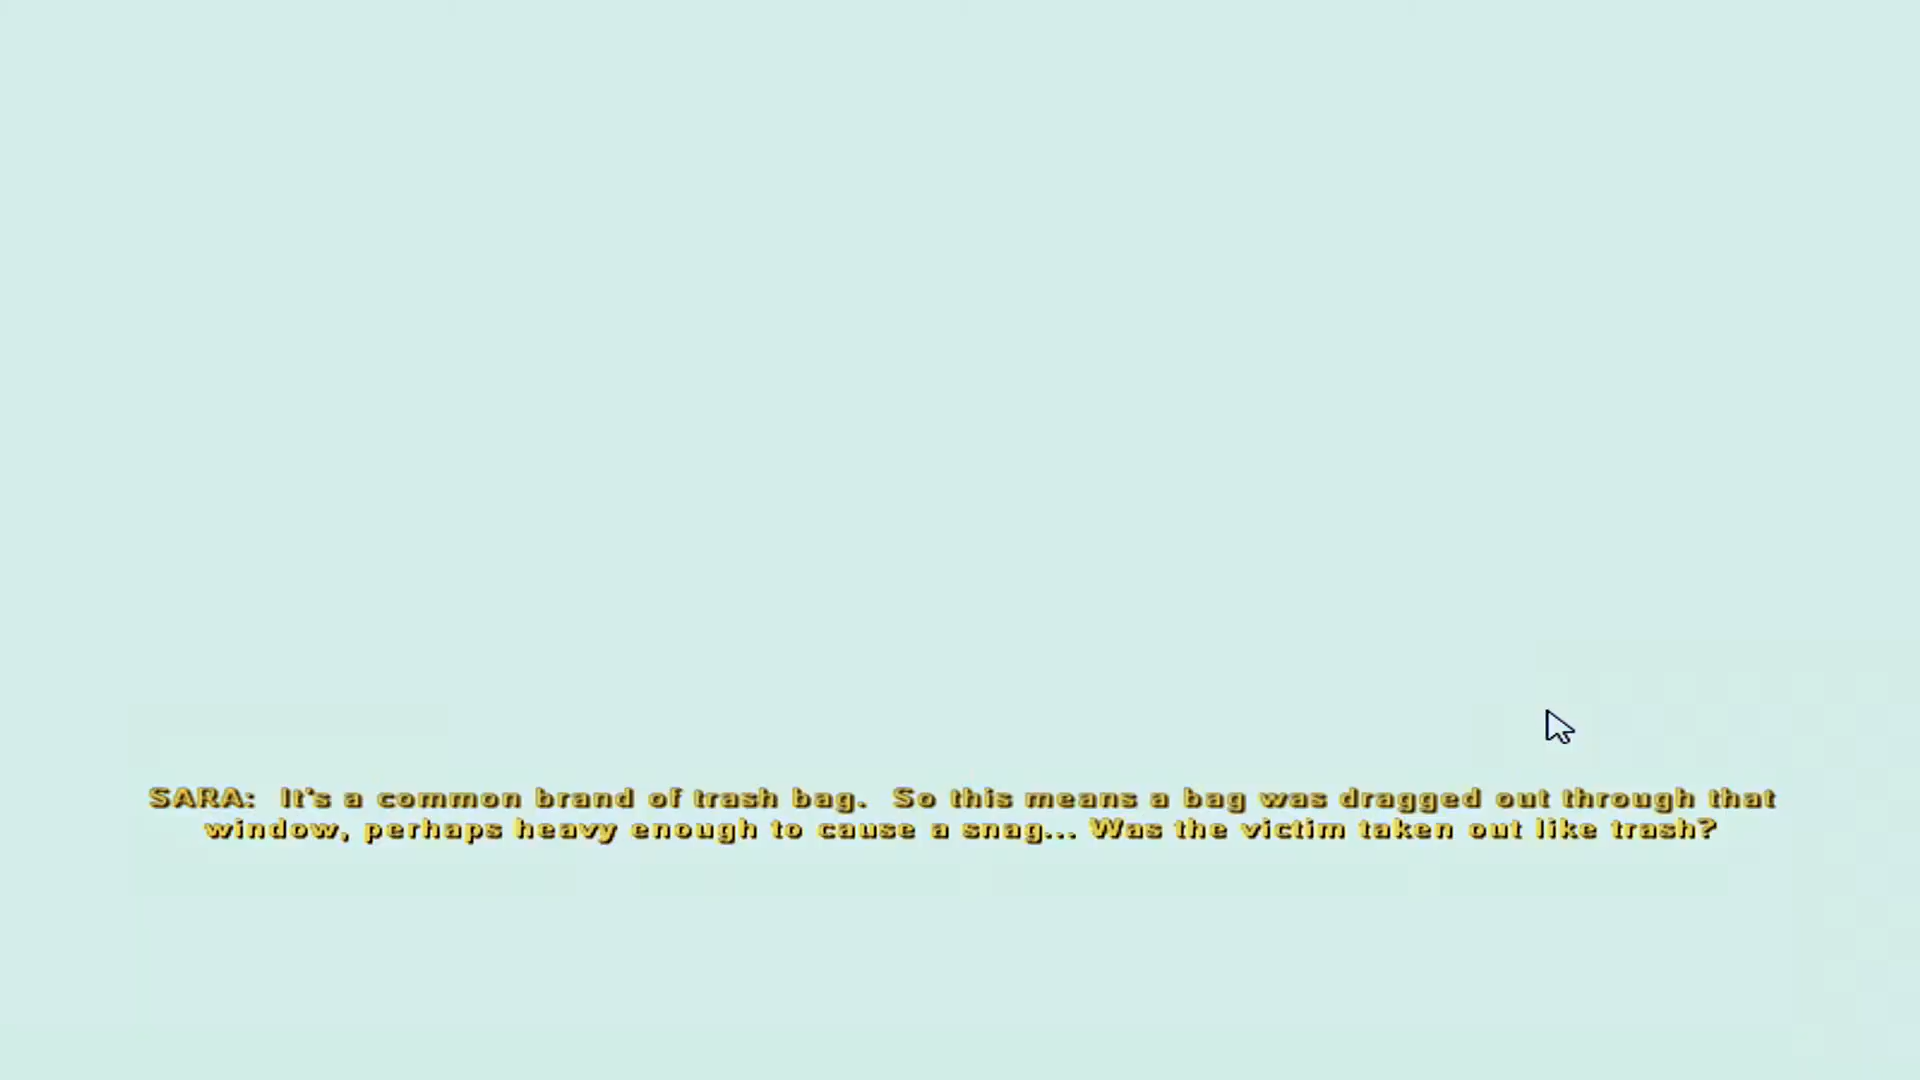 SARA:  It's a common brand of trash bag.  So this means a bag was dragged out through that
window, perhaps heavy enough to cause a snag... Was the victim taken out like trash?